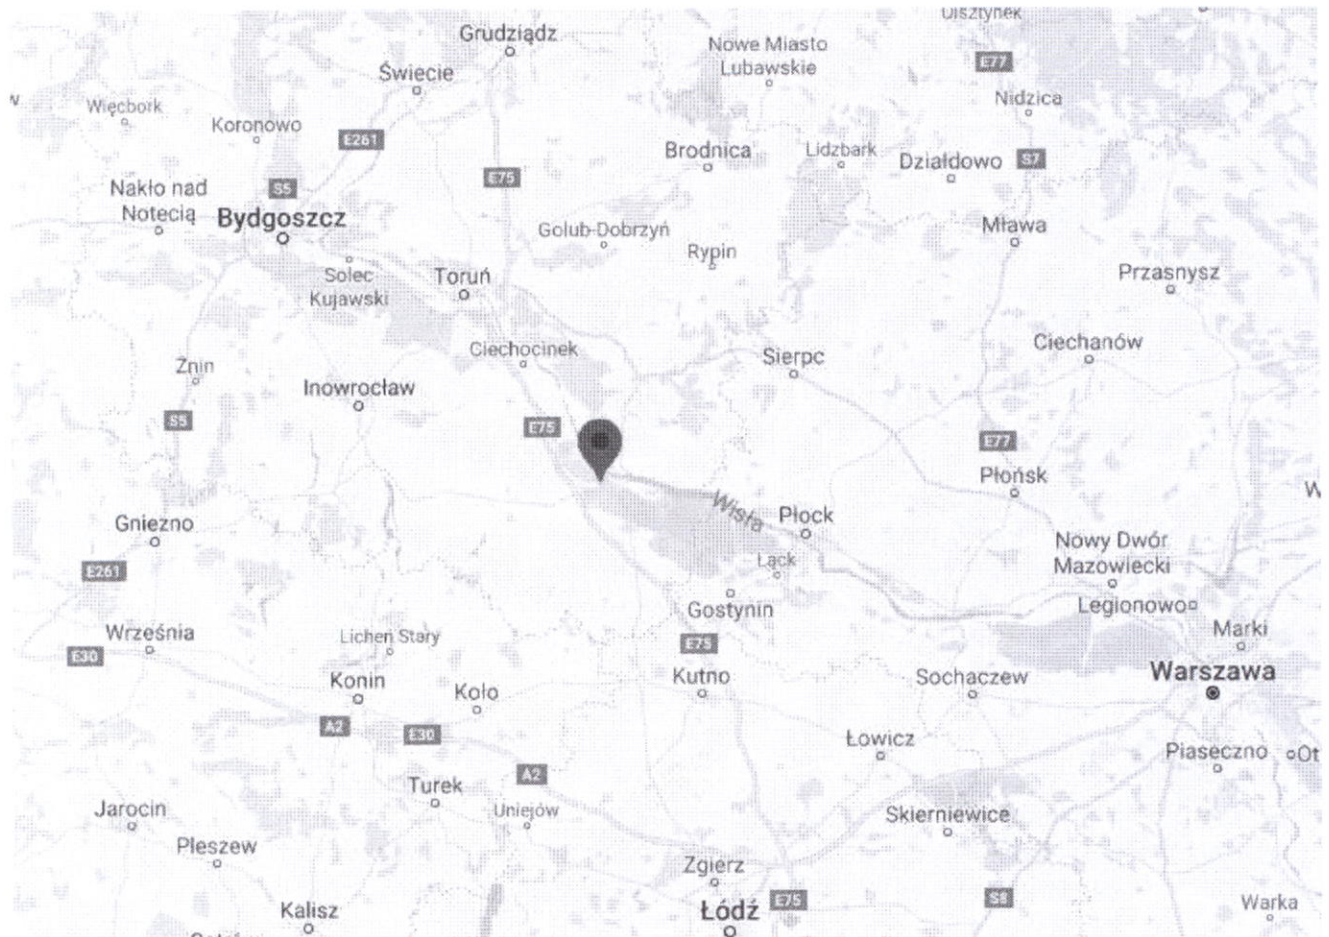 Olsztynek
Grudziądz
Nowe Miasto
Lubawskie
E77
Świecie
Nidzica
Więcbork
Koronowo
E261
Brodnica
Lidzbark
Działdowo
S7
E75
S5
Nakło nad
Notecią
Bydgoszcz
Golub-Dobrzyń
Mława
Rypin
Solec
Kujawski
Toruń
Przasnysz
Ciechocinek
Sierpc
Ciechanów
Żnin
Inowrocław
S5
E75
E77
Płońsk
Wisła
Płock
Gniezno
Nowy Dwór
Mazowiecki
Łąck
E261
Gostynin
Legionowo
Września
Licheń Stary
E75
Marki
E30
Konin
Koło
Kutno
Sochaczew
Warszawa
A2
E30
Łowicz
Piaseczno
Ot
A2
Turek
Jarocin
Uniejów
Skierniewice
Pleszew
Zgierz
E75
S8
Kalisz
Łódź
Warka